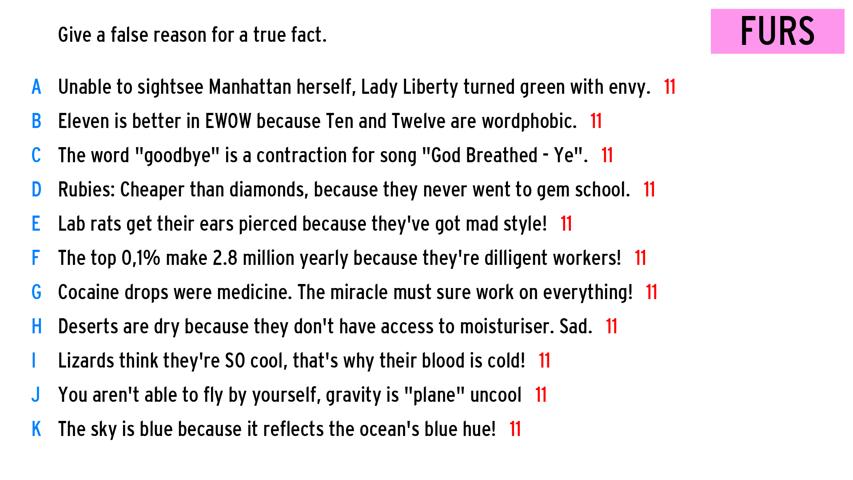 Give a false reason for a true fact.
FURS
A Unable to sightsee Manhattan herself, Lady Liberty turned green with envy. 11
B Eleven is better in EWOW because Ten and Twelve are wordphobic. 11
C The word "goodbye" is a contraction for song "God Breathed - Ye". 11
D Rubies: Cheaper than diamonds, because they never went to gem school. 11
E Lab rats get their ears pierced because they've got mad style! 11
F The top 0,1% make 2.8 million yearly because they're dilligent workers! 11
G Cocaine drops were medicine. The miracle must sure work on everything! 11
H Deserts are dry because they don't have access to moisturiser. Sad. 11
I Lizards think they're SO cool, that's why their blood is cold! 11
J You aren't able to fly by yourself, gravity is "plane" uncool 11
K The sky is blue because it reflects the ocean's blue hue! 11